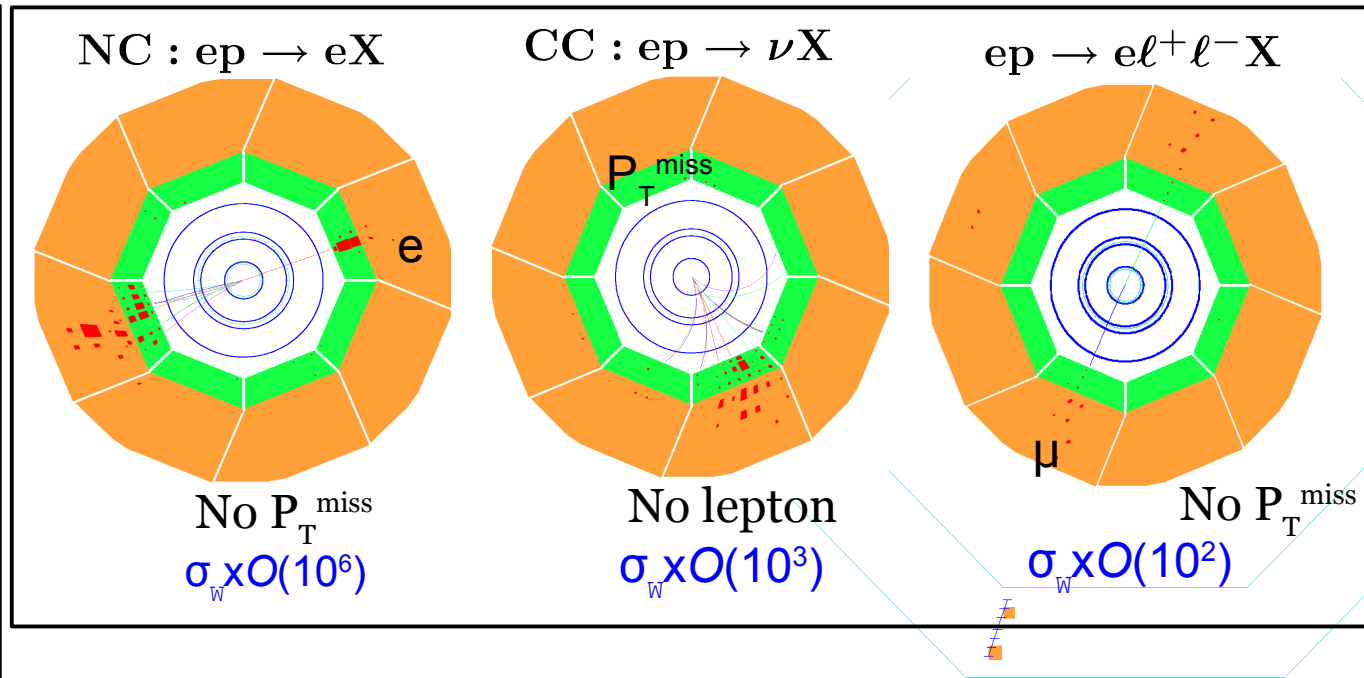 NC : ep → eX
CC : ep → νX
ep → eℓ⁺ℓ⁻X
P_T^miss
e
μ
No P_T^miss
No lepton
No P_T^miss
σ_W xO(10⁶)
σ_W xO(10³)
σ_W xO(10²)